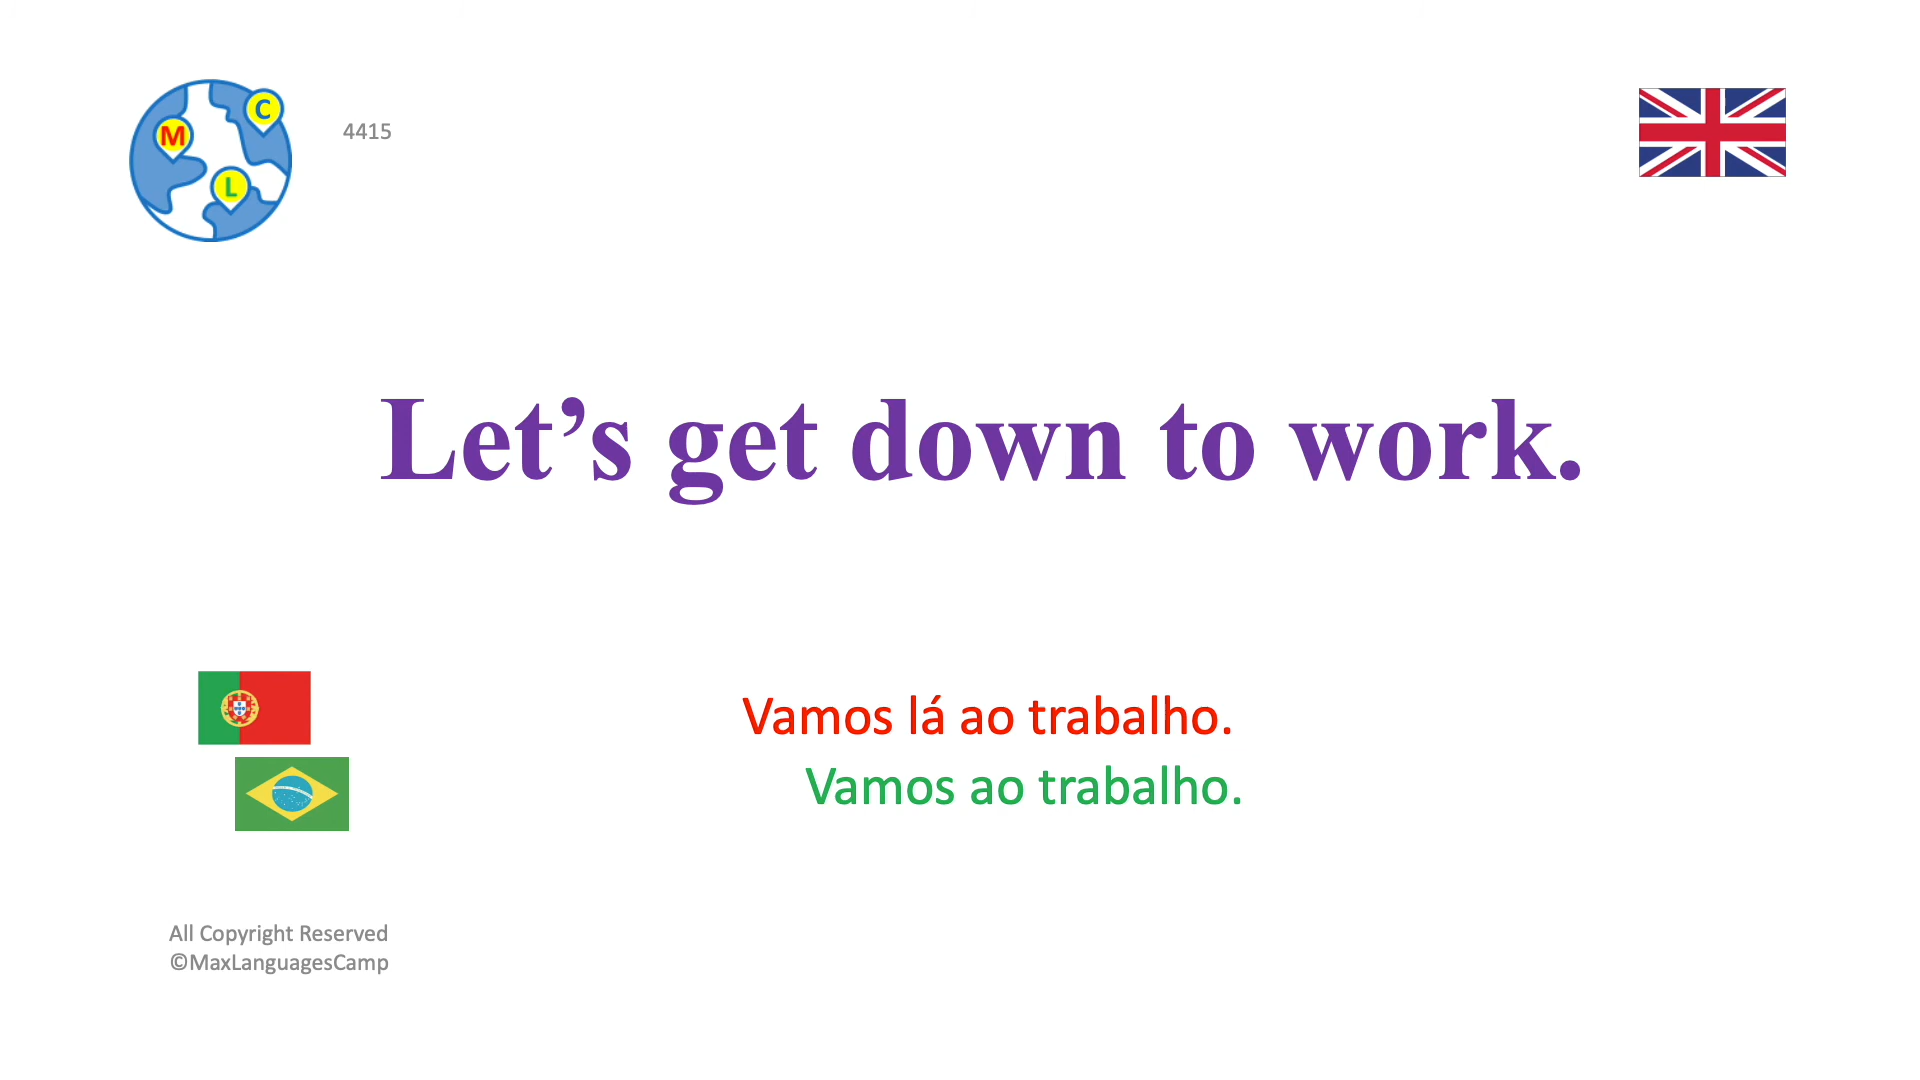 C
M
L
4415
Let’s get down to work.
Vamos lá ao trabalho.
Vamos ao trabalho.
All Copyright Reserved
©MaxLanguagesCamp